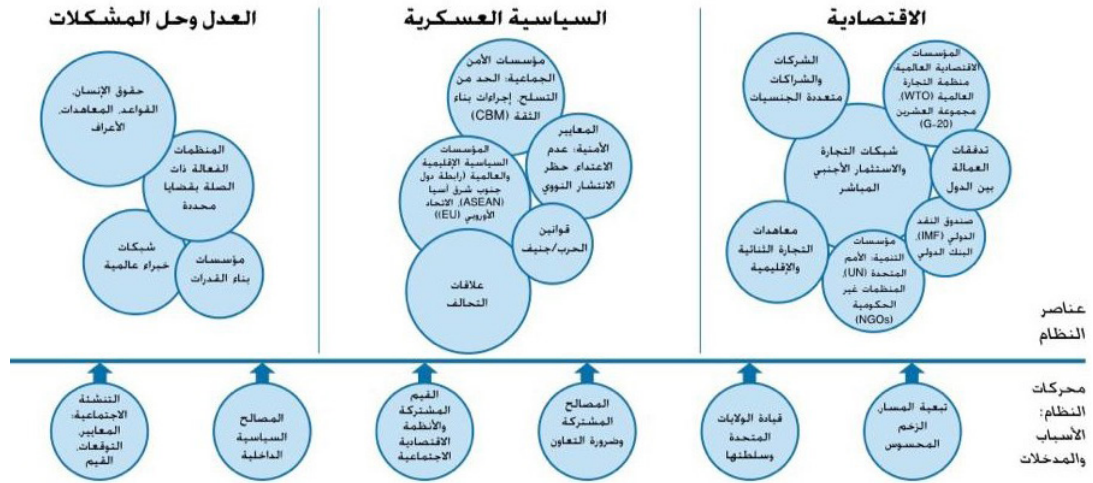 الاقتصادية
السياسية العسكرية
العدل وحل المشكلات
المؤسسات
الاقتصادية العالمية:
منظمة التجارة
العالمية (WTO)،
مجموعة العشرين
(G-20)
الشركات
والشراكات
متعددة الجنسيات
شبكات التجارة
والاستثمار الأجنبي
المباشر
تدفقات
العمالة
بين الدول
صندوق النقد
الدولي (IMF)،
البنك الدولي
مؤسسات
التنمية: الأمم
المتحدة (UN)،
المنظمات غير
الحكومية
(NGOs)
معاهدات
التجارة الثنائية
والإقليمية
مؤسسات الأمن
الجماعية: الحد من
التسلح، إجراءات بناء
الثقة (CBM)
المعايير
الأمنية: عدم
الاعتداء، حظر
الانتشار النووي
المؤسسات
السياسية الإقليمية
والعالمية (رابطة دول
جنوب شرق آسيا
(ASEAN)، الاتحاد
الأوروبي (EU))
قوانين
الحرب/جنيف
علاقات
التحالف
حقوق الإنسان،
القواعد، المعاهدات،
الأعراف
المنظمات
الفعالة ذات
الصلة بقضايا
محددة
شبكات
خبراء عالمية
مؤسسات
بناء القدرات
عناصر
النظام
محركات
النظام:
الأسباب
والمدخلات
تبعية المسار،
الزخم
المحسوس
قيادة الولايات
المتحدة
وسلطتها
المصالح
المشتركة
وضرورة التعاون
القيم
المشتركة
والأنظمة
الاقتصادية
الاجتماعية
المصالح
السياسية
الداخلية
التنشئة
الاجتماعية:
المعايير،
التوقعات،
القيم